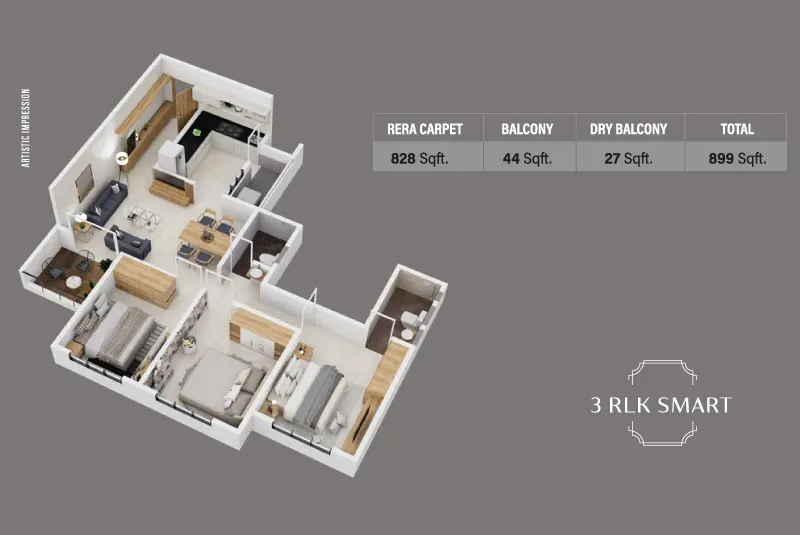 ARTISTIC IMPRESSION
RERA CARPET BALCONY DRY BALCONY TOTAL
828 Sqft. 44 Sqft. 27 Sqft. 899 Sqft.
3 RLK SMART